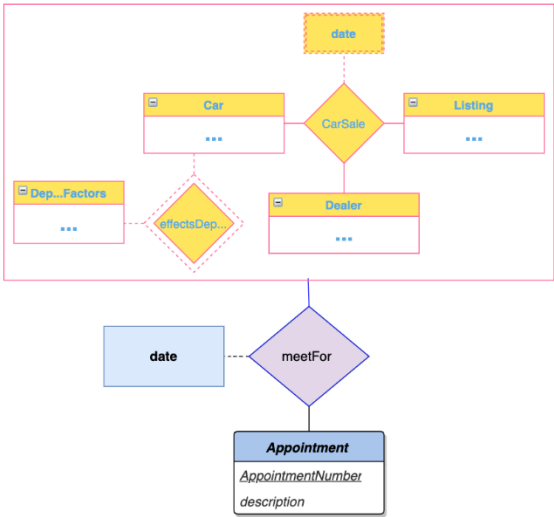 date
Car
...
CarSale
Listing
...
Dep...Factors
...
effectsDep...
Dealer
...
date
meetFor
Appointment
AppointmentNumber
description